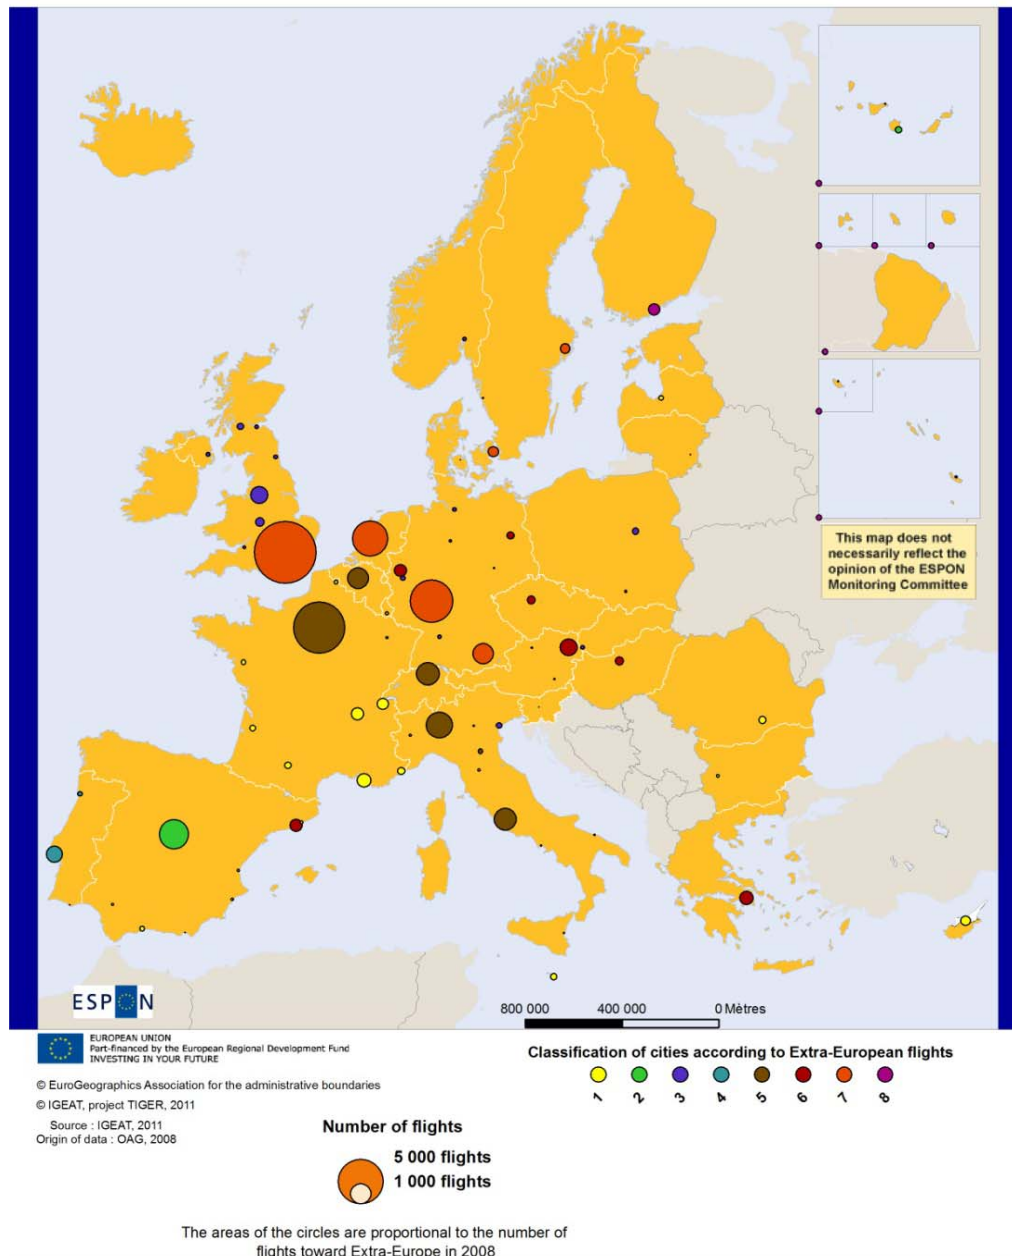 This map does not
necessarily reflect the
opinion of the ESPON
Monitoring Committee
ESPON
800 000 400 000 0 Mètres
EUROPEAN UNION
Part-financed by the European Regional Development Fund
INVESTING IN YOUR FUTURE
© EuroGeographics Association for the administrative boundaries
© IGEAT, project TIGER, 2011
Source : IGEAT, 2011
Origin of data : OAG, 2008
Classification of cities according to Extra-European flights
1 2 3 4 5 6 7 8
Number of flights
5 000 flights
1 000 flights
The areas of the circles are proportional to the number of
flights toward Extra-Europe in 2008